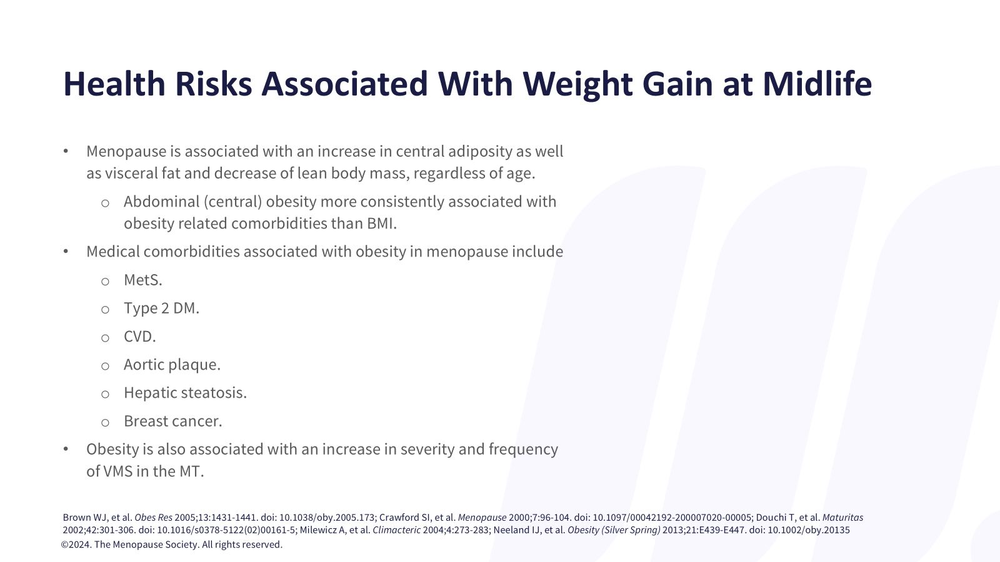 Health Risks Associated With Weight Gain at Midlife
• Menopause is associated with an increase in central adiposity as well
as visceral fat and decrease of lean body mass, regardless of age.
o Abdominal (central) obesity more consistently associated with
obesity related comorbidities than BMI.
• Medical comorbidities associated with obesity in menopause include
o MetS.
o Type 2 DM.
o CVD.
o Aortic plaque.
o Hepatic steatosis.
o Breast cancer.
• Obesity is also associated with an increase in severity and frequency
of VMS in the MT.
Brown WJ, et al. Obes Res 2005;13:1431-1441. doi: 10.1038/oby.2005.173; Crawford SI, et al. Menopause 2000;7:96-104. doi: 10.1097/00042192-200007020-00005; Douchi T, et al. Maturitas
2002;42:301-306. doi: 10.1016/s0378-5122(02)00161-5; Milewicz A, et al. Climacteric 2004;4:273-283; Neeland IJ, et al. Obesity (Silver Spring) 2013;21:E439-E447. doi: 10.1002/oby.20135
©2024. The Menopause Society. All rights reserved.